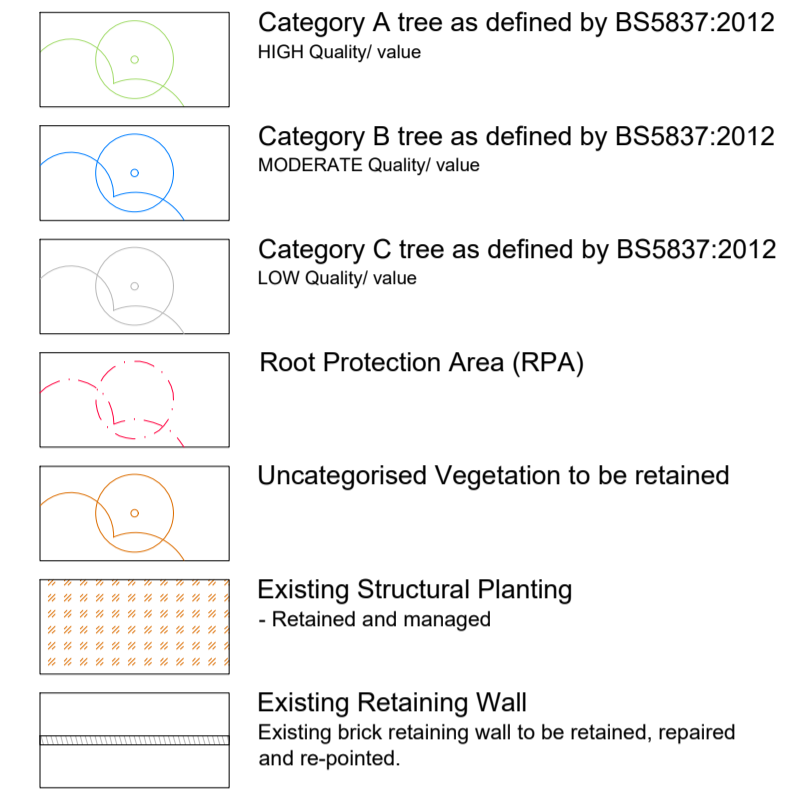 Category A tree as defined by BS5837:2012
HIGH Quality/ value
Category B tree as defined by BS5837:2012
MODERATE Quality/ value
Category C tree as defined by BS5837:2012
LOW Quality/ value
Root Protection Area (RPA)
Uncategorised Vegetation to be retained
Existing Structural Planting
- Retained and managed
Existing Retaining Wall
Existing brick retaining wall to be retained, repaired
and re-pointed.